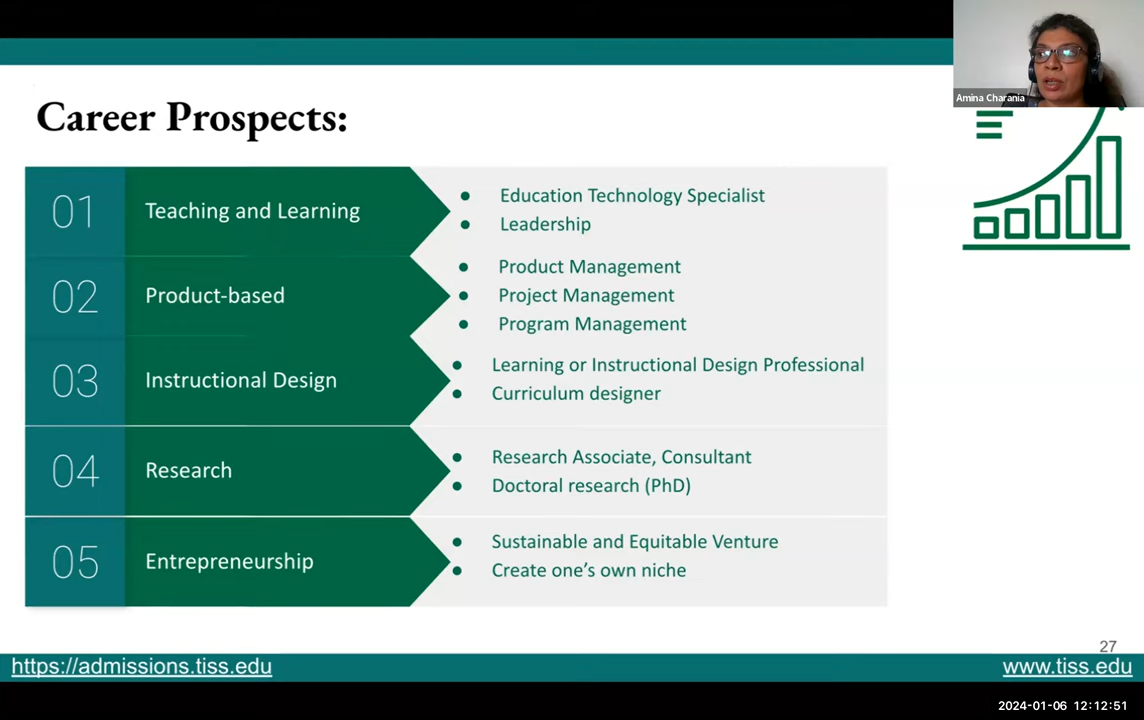 Amina Charania
Career Prospects:
01
Teaching and Learning
● Education Technology Specialist
● Leadership
02
Product-based
● Product Management
● Project Management
● Program Management
03
Instructional Design
● Learning or Instructional Design Professional
● Curriculum designer
04
Research
● Research Associate, Consultant
● Doctoral research (PhD)
05
Entrepreneurship
● Sustainable and Equitable Venture
● Create one’s own niche
27
https://admissions.tiss.edu
www.tiss.edu
2024-01-06 12:12:51